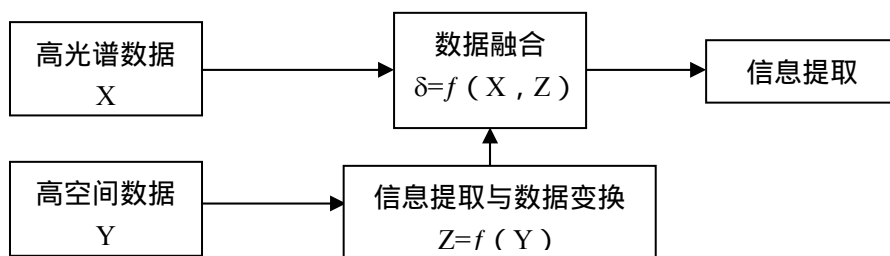 高光谱数据
X
数据融合
δ=f（X，Z）
信息提取
高空间数据
Y
信息提取与数据变换
Z=f（Y）